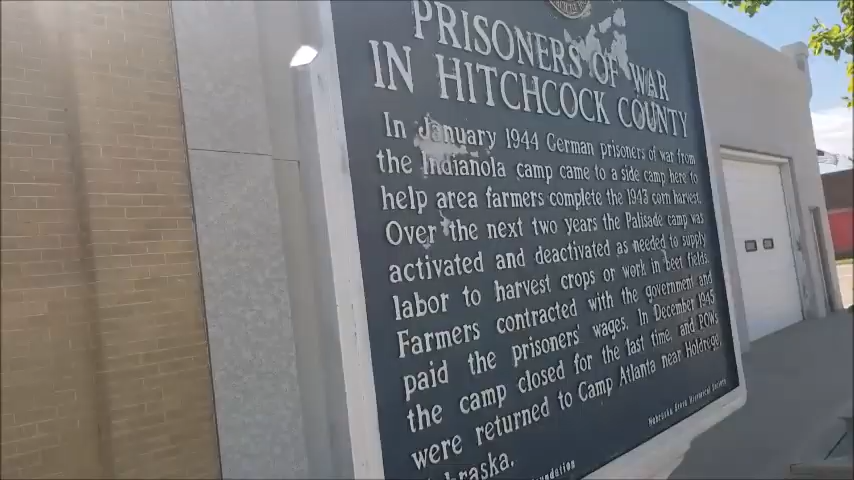 PRISONERS OF WAR
IN HITCHCOCK COUNTY
In January 1944 German prisoners of war from
the Indianola camp came to a side camp here to
help area farmers complete the 1943 corn harvest.
Over the next two years the Palisade camp was
activated and deactivated as needed to supply
labor to harvest crops or work in beet fields.
Farmers contracted with the government and
paid the prisoners' wages. In December 1945
the camp closed for the last time, and POWs
were returned to Camp Atlanta near Holdrege,
braska.
Nebraska State Historical Society
undation